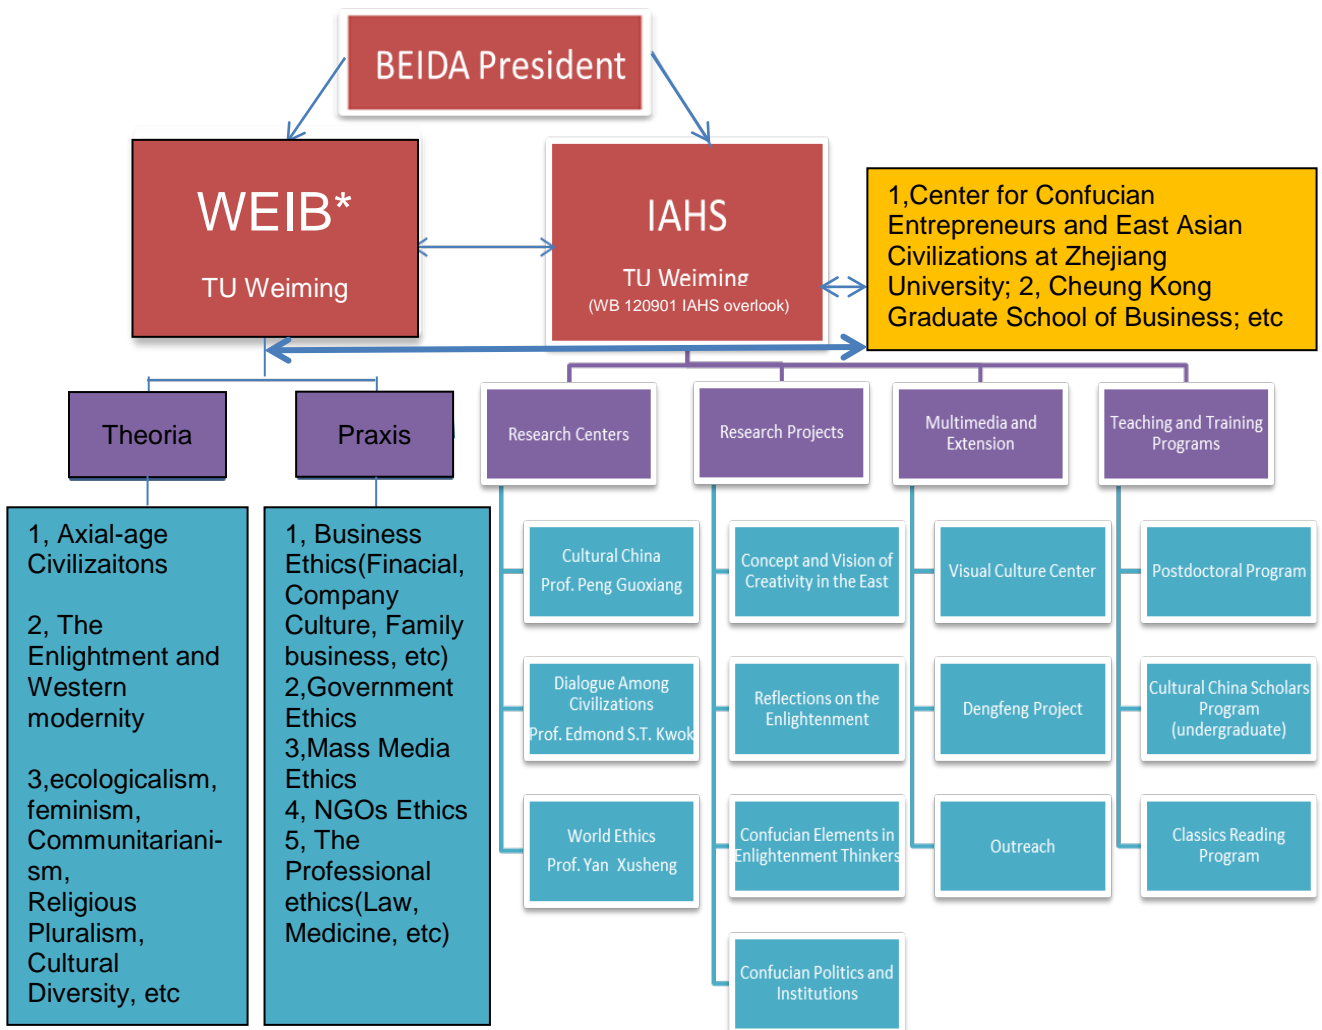 BEIDA President
WEIB*
TU Weiming
IAHS
TU Weiming
(WB 120901 IAHS overlook)
1,Center for Confucian
Entrepreneurs and East Asian
Civilizations at Zhejiang
University; 2, Cheung Kong
Graduate School of Business; etc
Theoria
Praxis
Research Centers
Research Projects
Multimedia and
Extension
Teaching and Training
Programs
1, Axial-age
Civilizaitons
2, The
Enlightment and
Western
modernity
3,ecologicalism,
feminism,
Communitariani-
sm,
Religious
Pluralism,
Cultural
Diversity, etc
1, Business
Ethics(Finacial,
Company
Culture, Family
business, etc)
2,Government
Ethics
3,Mass Media
Ethics
4, NGOs Ethics
5, The
Professional
ethics(Law,
Medicine, etc)
Cultural China
Prof. Peng Guoxiang
Dialogue Among
Civilizations
Prof. Edmond S.T. Kwok
World Ethics
Prof. Yan Xusheng
Concept and Vision of
Creativity in the East
Reflections on the
Enlightenment
Confucian Elements in
Enlightenment Thinkers
Confucian Politics and
Institutions
Visual Culture Center
Dengfeng Project
Outreach
Postdoctoral Program
Cultural China Scholars
Program
(undergraduate)
Classics Reading
Program